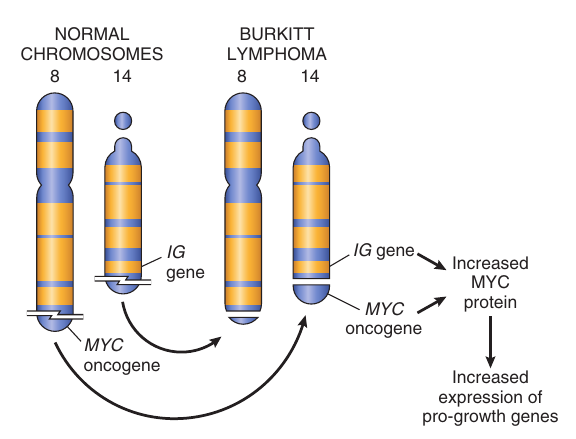 NORMAL
CHROMOSOMES
8 14
BURKITT
LYMPHOMA
8 14
IG
gene
MYC
oncogene
IG gene
MYC
oncogene
Increased
MYC
protein
Increased
expression of
pro-growth genes